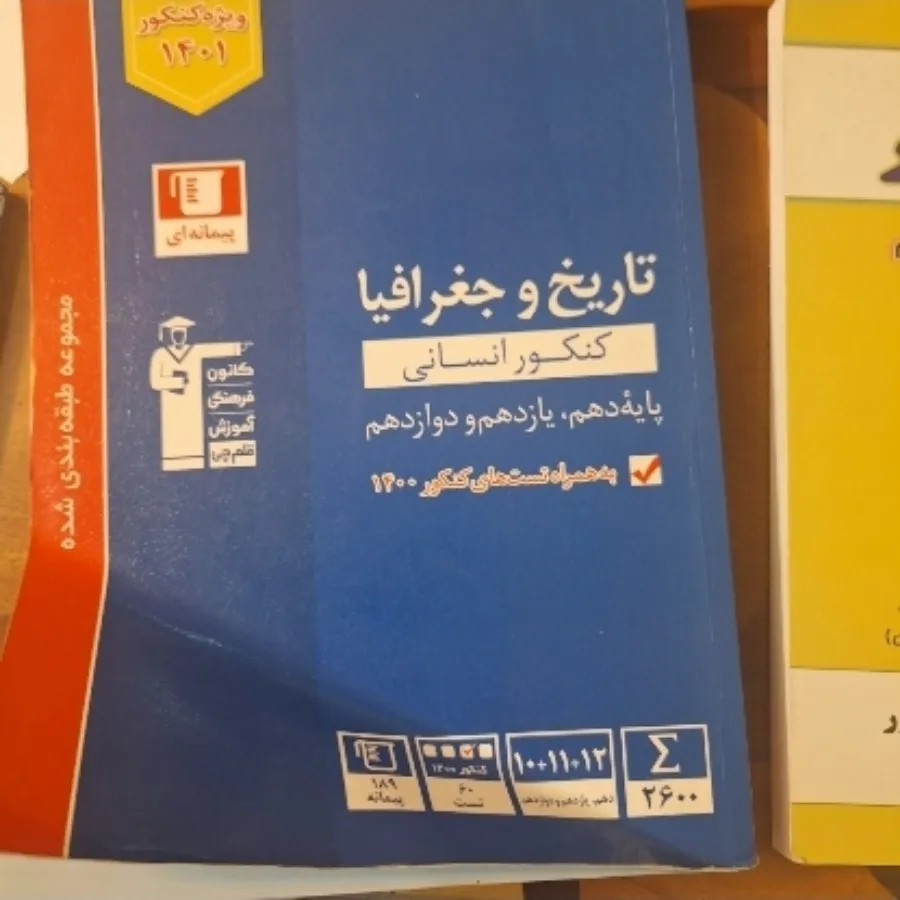 ویژه کنکور
۱۴۰۱
پیمانه‌ای
مجموعه طبقه‌بندی شده
کانون
فرهنگی
آموزش
قلم‌چی
تاریخ و جغرافیا
کنکور انسانی
پایهٔ دهم، یازدهم و دوازدهم
به همراه تست‌های کنکور ۱۴۰۰
Σ
۲۶۰۰
۱۰+۱۱+۱۲
دهم، یازدهم و دوازدهم
کنکور ۱۴۰۰
۶۰
تست
۱۸۹
پیمانه